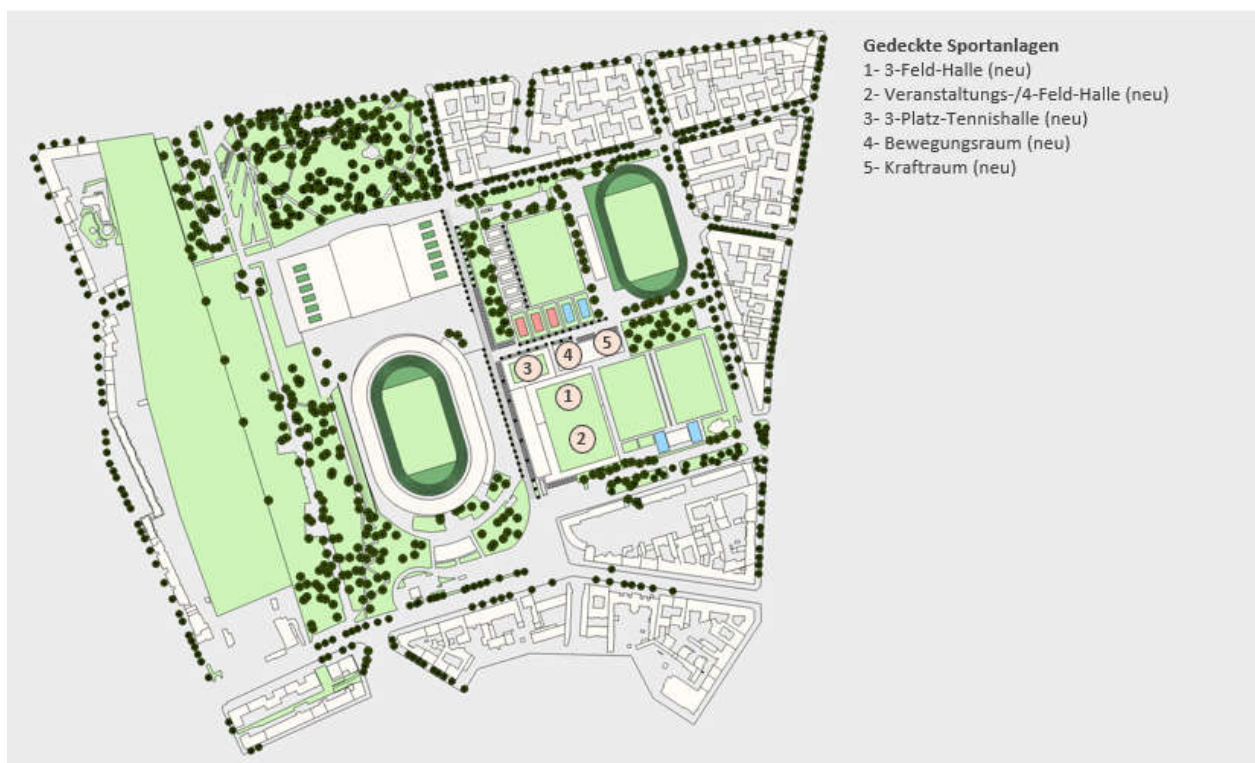 Gedeckte Sportanlagen
1- 3-Feld-Halle (neu)
2- Veranstaltungs-/4-Feld-Halle (neu)
3- 3-Platz-Tennishalle (neu)
4- Bewegungsraum (neu)
5- Kraftraum (neu)
5
4
3
1
2